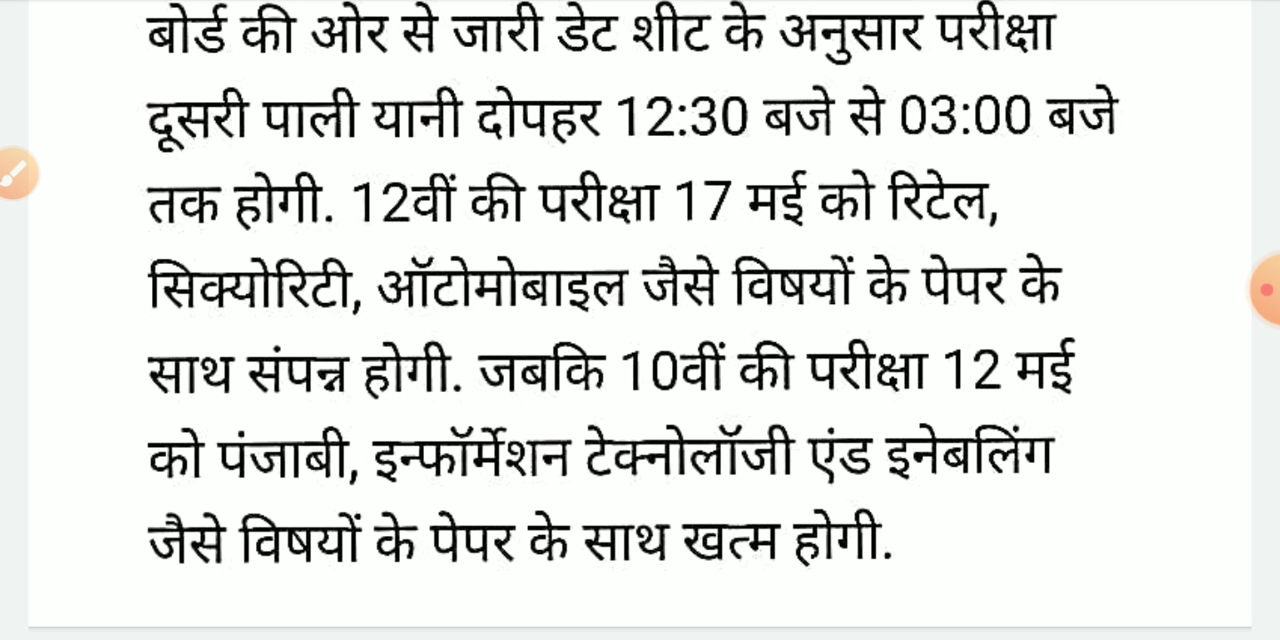 बोर्ड की ओर से जारी डेट शीट के अनुसार परीक्षा
दूसरी पाली यानी दोपहर 12:30 बजे से 03:00 बजे
तक होगी. 12वीं की परीक्षा 17 मई को रिटेल,
सिक्योरिटी, ऑटोमोबाइल जैसे विषयों के पेपर के
साथ संपन्न होगी. जबकि 10वीं की परीक्षा 12 मई
को पंजाबी, इन्फॉर्मेशन टेक्नोलॉजी एंड इनेबलिंग
जैसे विषयों के पेपर के साथ खत्म होगी.